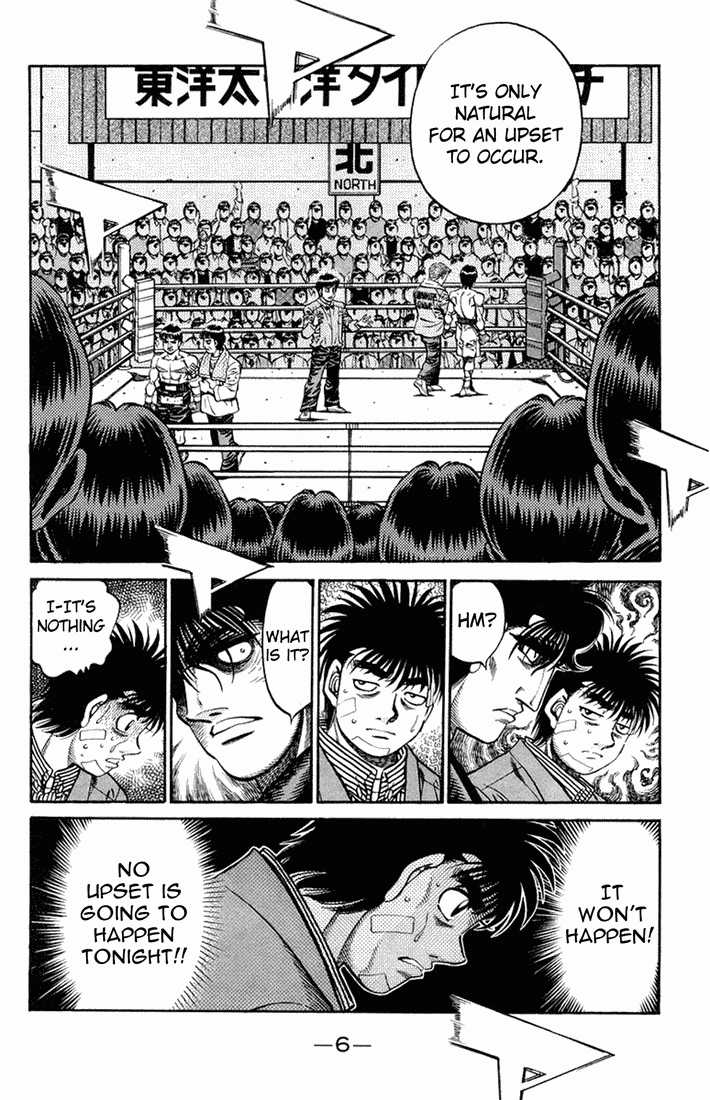 東洋太
洋タイ
チ
IT'S ONLY
NATURAL
FOR AN UPSET
TO OCCUR.
北
NORTH
HM?
WHAT
IS IT?
I-IT'S
NOTHING
...
IT
WON'T
HAPPEN!
NO
UPSET IS
GOING TO
HAPPEN
TONIGHT!!
—6—